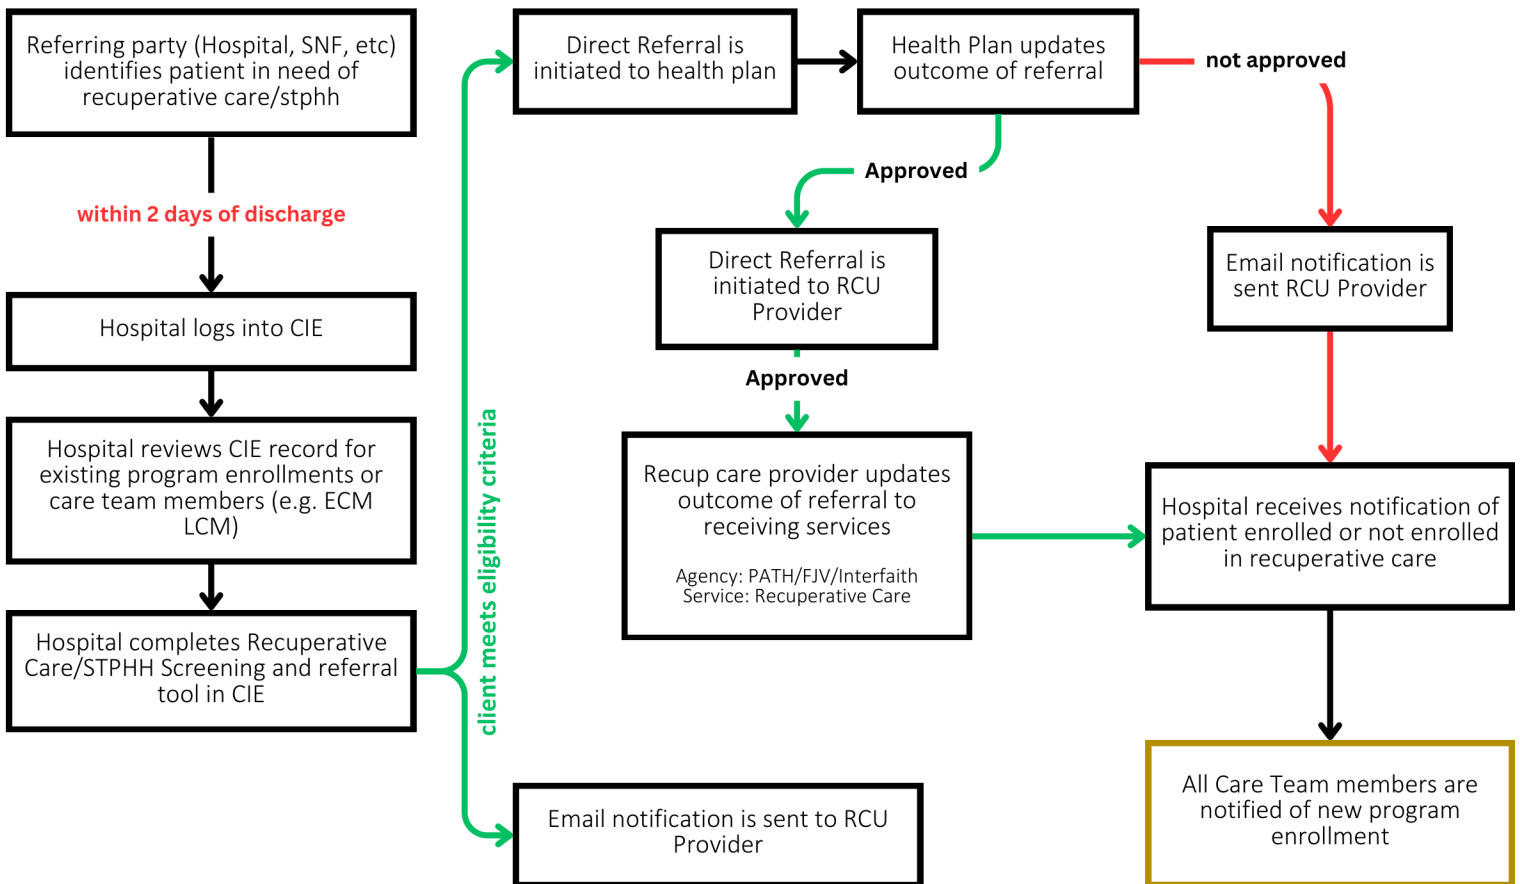 Referring party (Hospital, SNF, etc)
identifies patient in need of
recuperative care/stphh
within 2 days of discharge
Hospital logs into CIE
Hospital reviews CIE record for
existing program enrollments or
care team members (e.g. ECM
LCM)
Hospital completes Recuperative
Care/STPHH Screening and referral
tool in CIE
client meets eligibility criteria
Direct Referral is
initiated to health plan
Health Plan updates
outcome of referral
not approved
Approved
Direct Referral is
initiated to RCU
Provider
Approved
Recup care provider updates
outcome of referral to
receiving services
Agency: PATH/FJV/Interfaith
Service: Recuperative Care
Email notification is sent to RCU
Provider
Email notification is
sent RCU Provider
Hospital receives notification of
patient enrolled or not enrolled
in recuperative care
All Care Team members are
notified of new program
enrollment